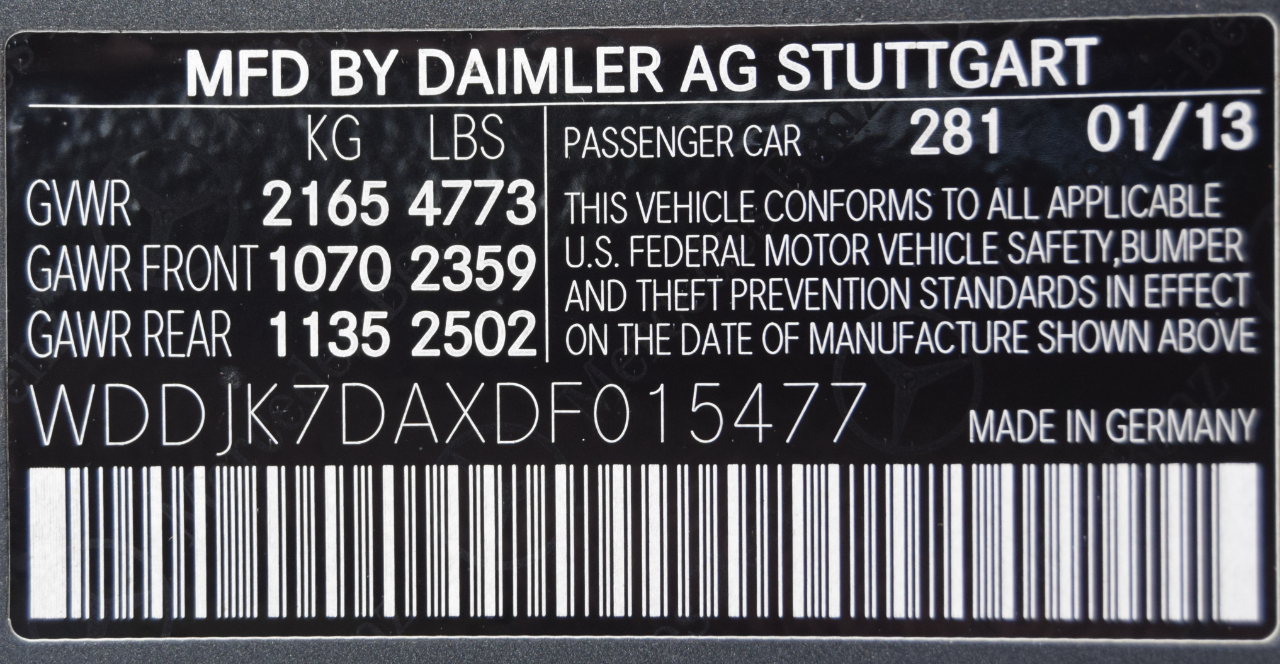 MFD BY DAIMLER AG STUTTGART
KG LBS
GVWR 2165 4773
GAWR FRONT 1070 2359
GAWR REAR 1135 2502
PASSENGER CAR 281 01/13
THIS VEHICLE CONFORMS TO ALL APPLICABLE
U.S. FEDERAL MOTOR VEHICLE SAFETY,BUMPER
AND THEFT PREVENTION STANDARDS IN EFFECT
ON THE DATE OF MANUFACTURE SHOWN ABOVE
WDDJK7DAXDF015477
MADE IN GERMANY